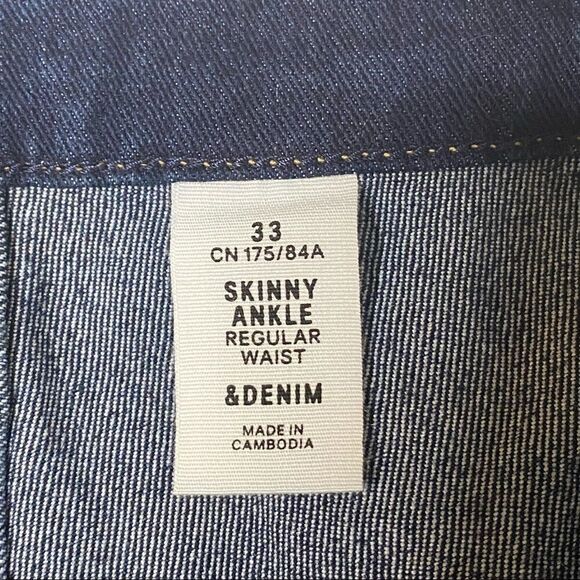 33
CN 175/84A
SKINNY
ANKLE
REGULAR
WAIST
&DENIM
MADE IN
CAMBODIA